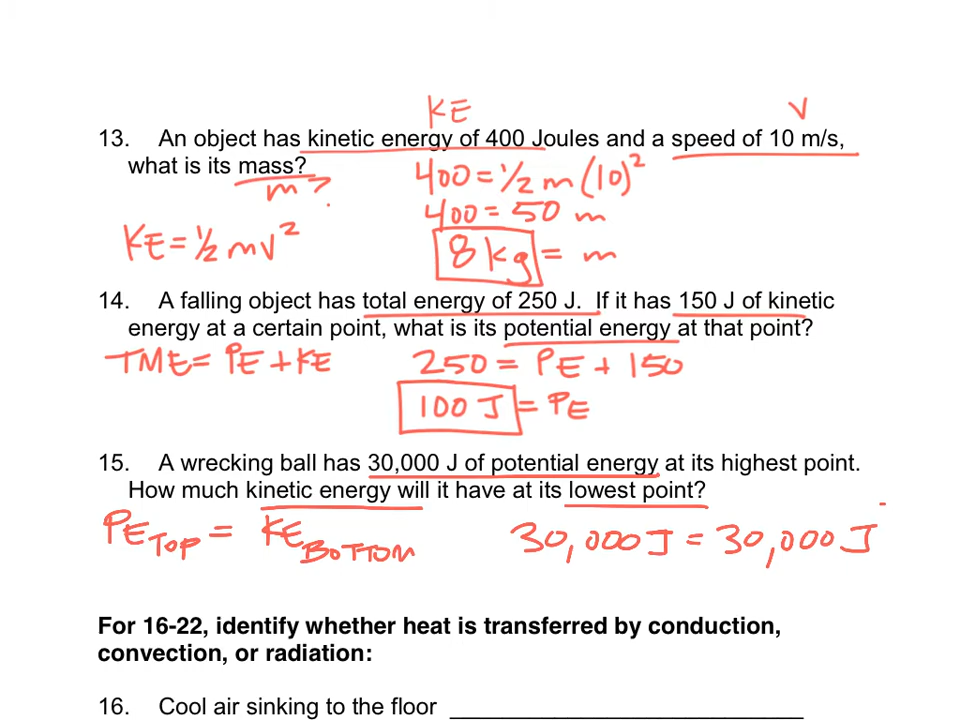 KE V
13. An object has kinetic energy of 400 Joules and a speed of 10 m/s,
what is its mass?
m?
400 = 1/2 m (10)²
400 = 50 m
KE = 1/2 mv²
8 kg = m
14. A falling object has total energy of 250 J. If it has 150 J of kinetic
energy at a certain point, what is its potential energy at that point?
TME = PE + KE 250 = PE + 150
100 J = PE
15. A wrecking ball has 30,000 J of potential energy at its highest point.
How much kinetic energy will it have at its lowest point?
PE TOP = KE BOTTOM 30,000 J = 30,000 J
For 16-22, identify whether heat is transferred by conduction,
convection, or radiation:
16. Cool air sinking to the floor